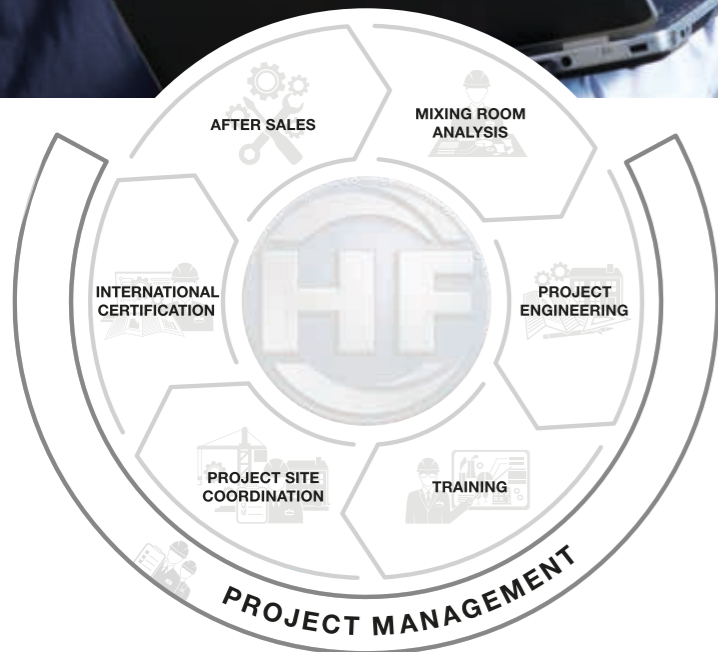 AFTER SALES
MIXING ROOM
ANALYSIS
INTERNATIONAL
CERTIFICATION
HF
PROJECT
ENGINEERING
PROJECT SITE
COORDINATION
TRAINING
PROJECT MANAGEMENT